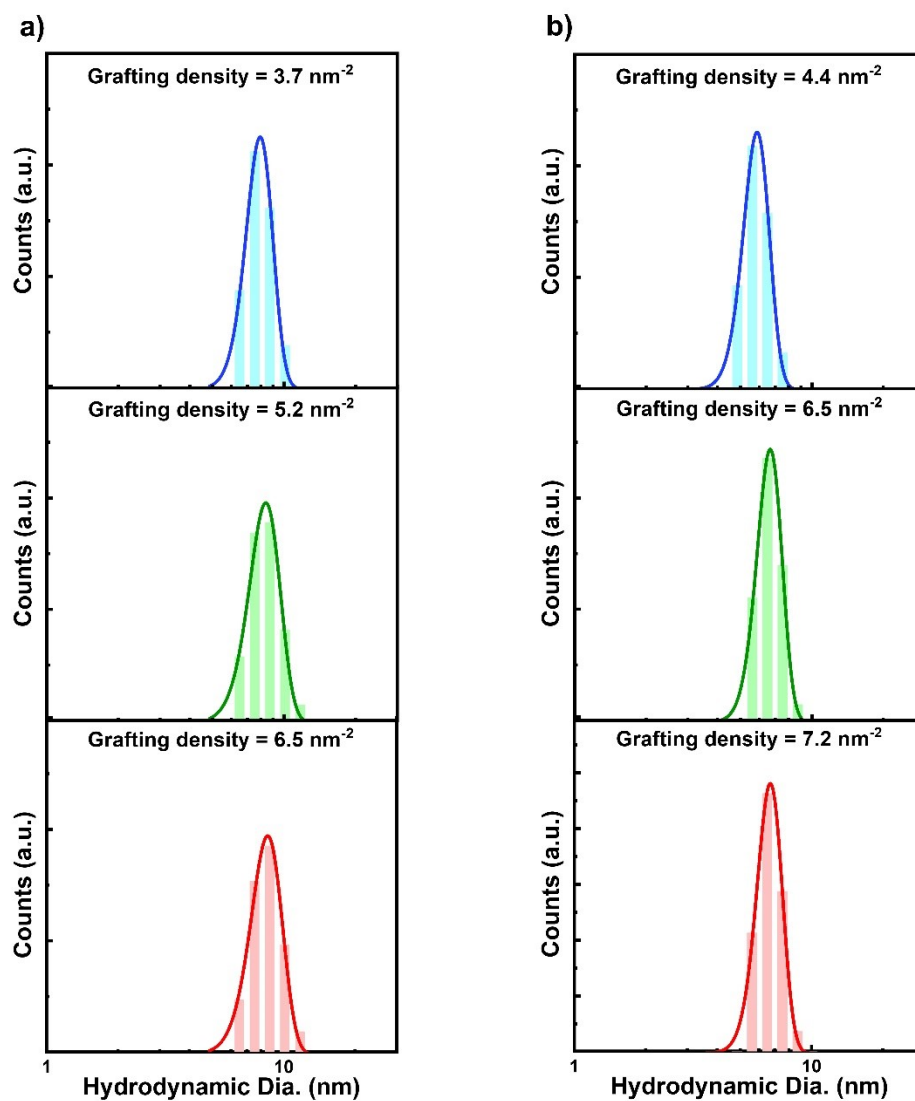 a)
Grafting density = 3.7 nm⁻²
Counts (a.u.)
Grafting density = 5.2 nm⁻²
Counts (a.u.)
Grafting density = 6.5 nm⁻²
Counts (a.u.)
1 10
Hydrodynamic Dia. (nm)
b)
Grafting density = 4.4 nm⁻²
Counts (a.u.)
Grafting density = 6.5 nm⁻²
Counts (a.u.)
Grafting density = 7.2 nm⁻²
Counts (a.u.)
1 10
Hydrodynamic Dia. (nm)